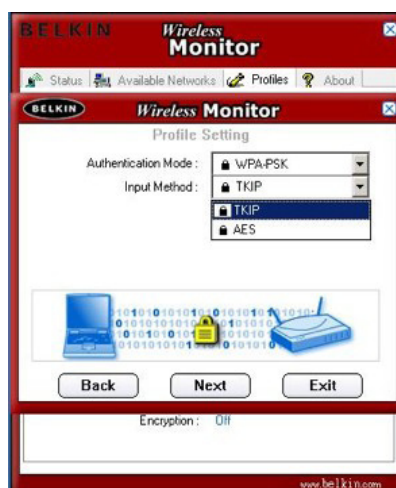 BELKIN Wireless Monitor
Status Available Networks Profiles About
BELKIN Wireless Monitor
Profile Setting
Authentication Mode : WPA-PSK
Input Method : TKIP
TKIP
AES
Back Next Exit
Encryption : Off
www.belkin.com